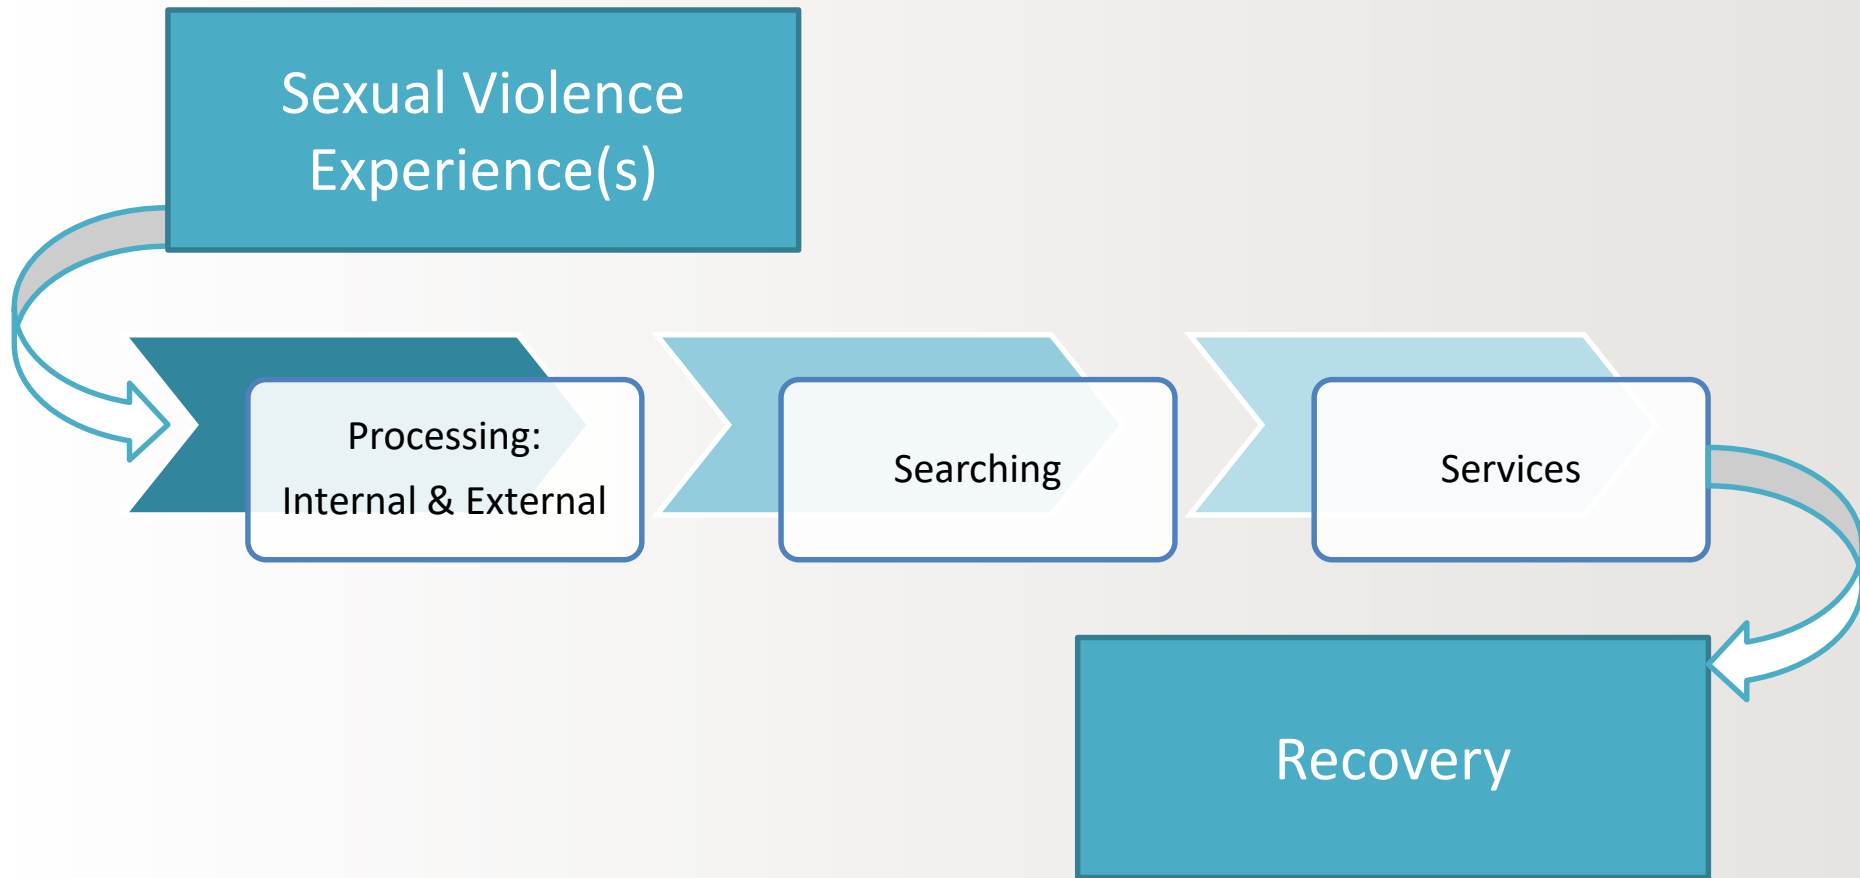 Sexual Violence
Experience(s)
Processing:
Internal & External
Searching
Services
Recovery